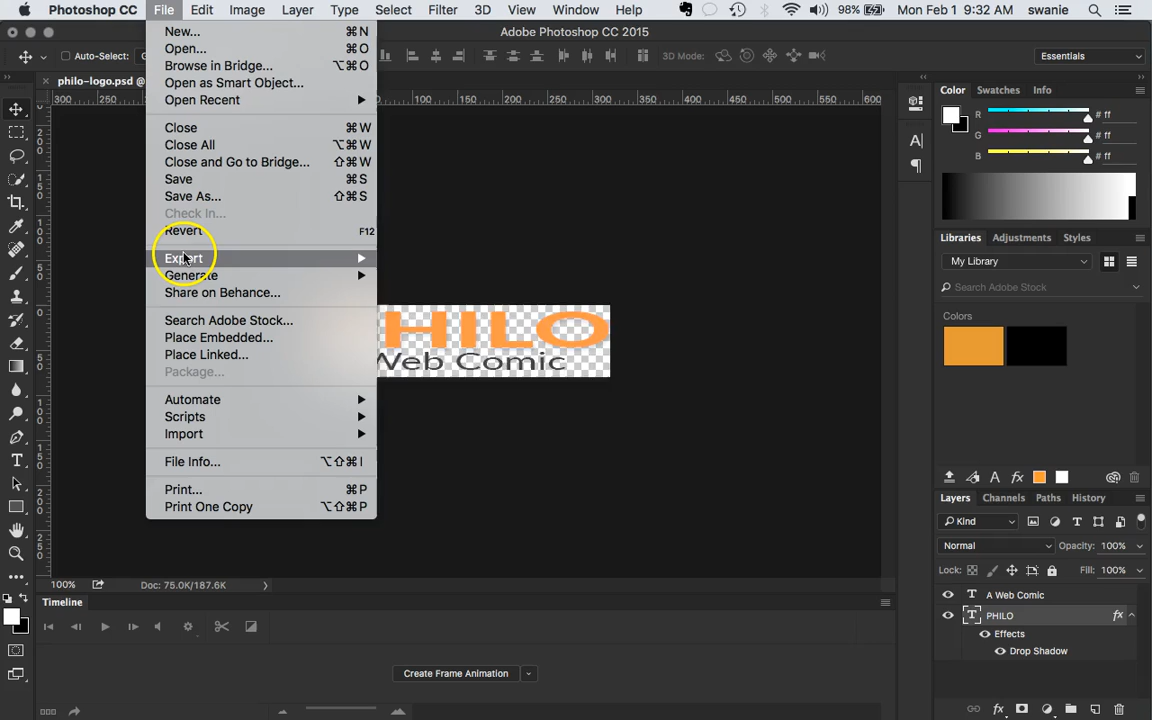 Photoshop CC File Edit Image Layer Type Select Filter 3D View Window Help 98% Mon Feb 1 9:32 AM swanie
Adobe Photoshop CC 2015
Auto-Select: 3D Mode: Essentials
philo-logo.psd @
300 250 100 150 200 250 300 350 400 450 500 550 600
New... ⌘N
Open... ⌘O
Browse in Bridge... ⌥⌘O
Open as Smart Object...
Open Recent
Close ⌘W
Close All ⌥⌘W
Close and Go to Bridge... ⇧⌘W
Save ⌘S
Save As... ⇧⌘S
Check In...
Revert F12
Export
Generate
Share on Behance...
Search Adobe Stock...
Place Embedded...
Place Linked...
Package...
Automate
Scripts
Import
File Info... ⌥⇧⌘I
Print... ⌘P
Print One Copy ⌥⇧⌘P
HILO
Web Comic
100% Doc: 75.0K/187.6K
Timeline
Create Frame Animation
Color Swatches Info
R # ff
G # ff
B # ff
Libraries Adjustments Styles
My Library
Search Adobe Stock
Colors
Layers Channels Paths History
Kind
Normal Opacity: 100%
Lock: Fill: 100%
A Web Comic
PHILO fx
Effects
Drop Shadow